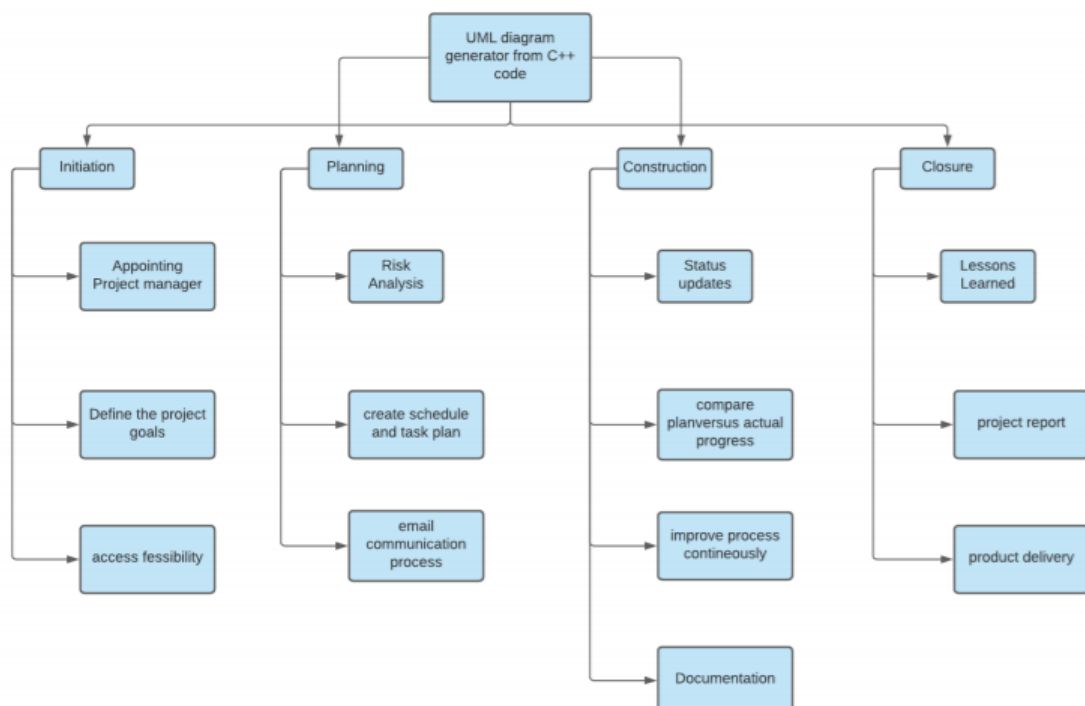 UML diagram
generator from C++
code
Initiation
Planning
Construction
Closure
Appointing
Project manager
Risk
Analysis
Status
updates
Lessons
Learned
Define the project
goals
create schedule
and task plan
compare
planversus actual
progress
project report
access fessibility
email
communication
process
improve process
contineously
product delivery
Documentation